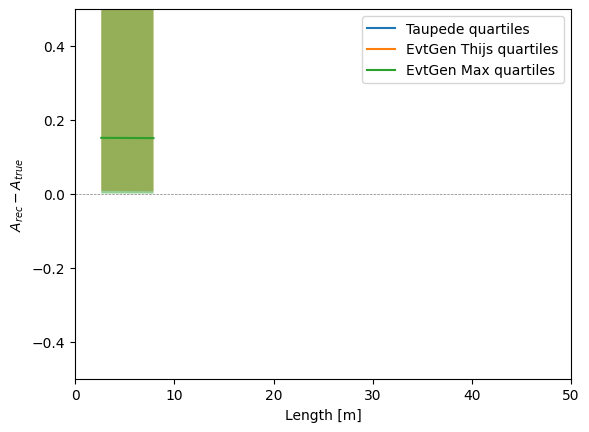 Taupede quartiles
EvtGen Thijs quartiles
EvtGen Max quartiles
0.4
0.2
0.0
−0.2
−0.4
A_rec − A_true
0 10 20 30 40 50
Length [m]